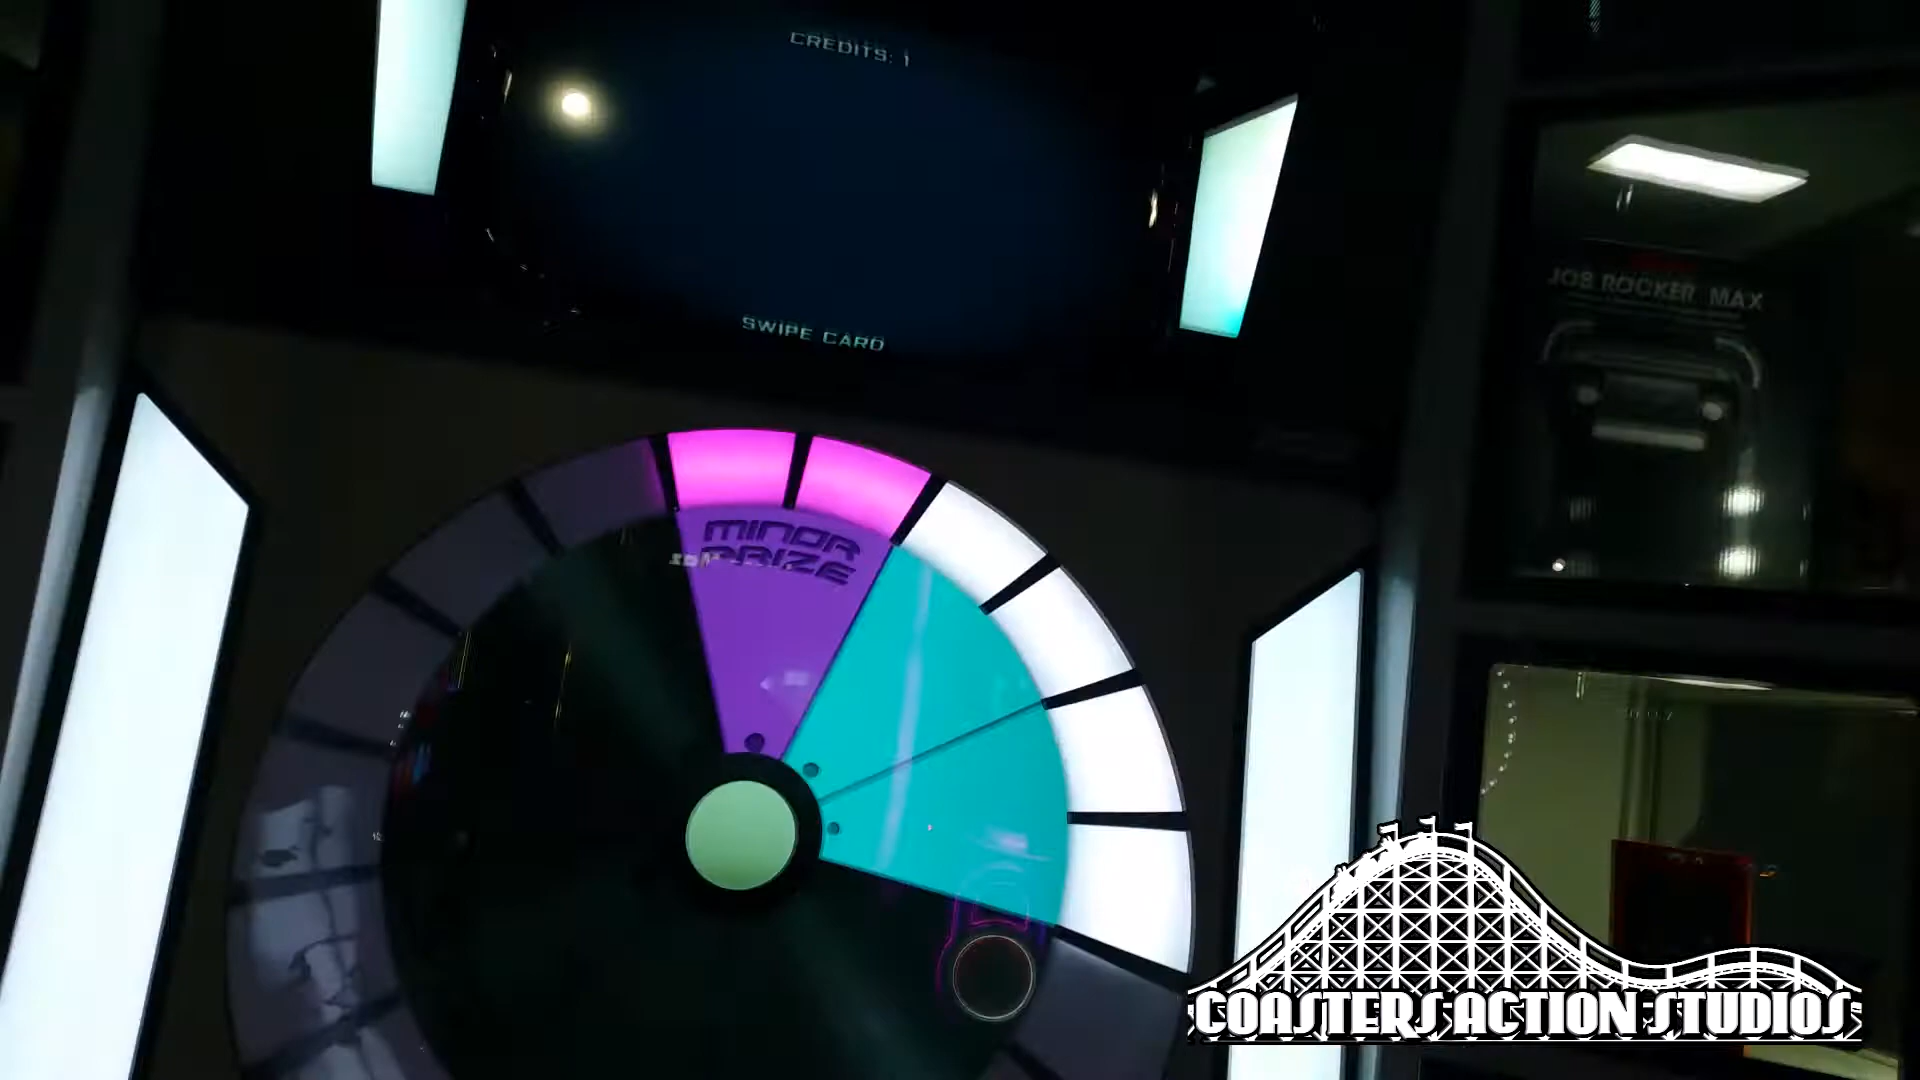 CREDITS: 1
SWIPE CARD
JOB ROCKER MAX
MINOR
PRIZE
COASTERS ACTION STUDIOS